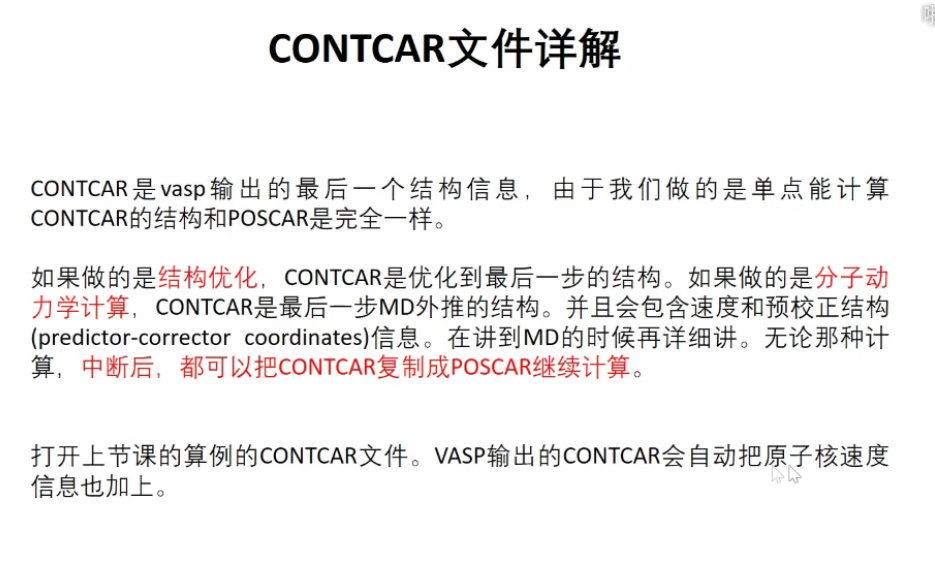 CONTCAR文件详解
CONTCAR是vasp输出的最后一个结构信息，由于我们做的是单点能计算
CONTCAR的结构和POSCAR是完全一样。
如果做的是结构优化，CONTCAR是优化到最后一步的结构。如果做的是分子动
力学计算，CONTCAR是最后一步MD外推的结构。并且会包含速度和预校正结构
(predictor-corrector coordinates)信息。在讲到MD的时候再详细讲。无论那种计
算，中断后，都可以把CONTCAR复制成POSCAR继续计算。
打开上节课的算例的CONTCAR文件。VASP输出的CONTCAR会自动把原子核速度
信息也加上。